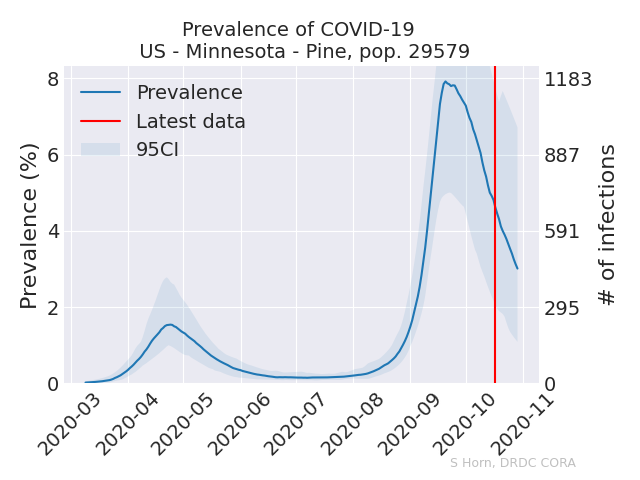 Prevalence of COVID-19
US - Minnesota - Pine, pop. 29579
Prevalence (%)
8
6
4
2
0
Prevalence
Latest data
95CI
1183
887
591
295
0
# of infections
2020-03
2020-04
2020-05
2020-06
2020-07
2020-08
2020-09
2020-10
2020-11
S Horn, DRDC CORA